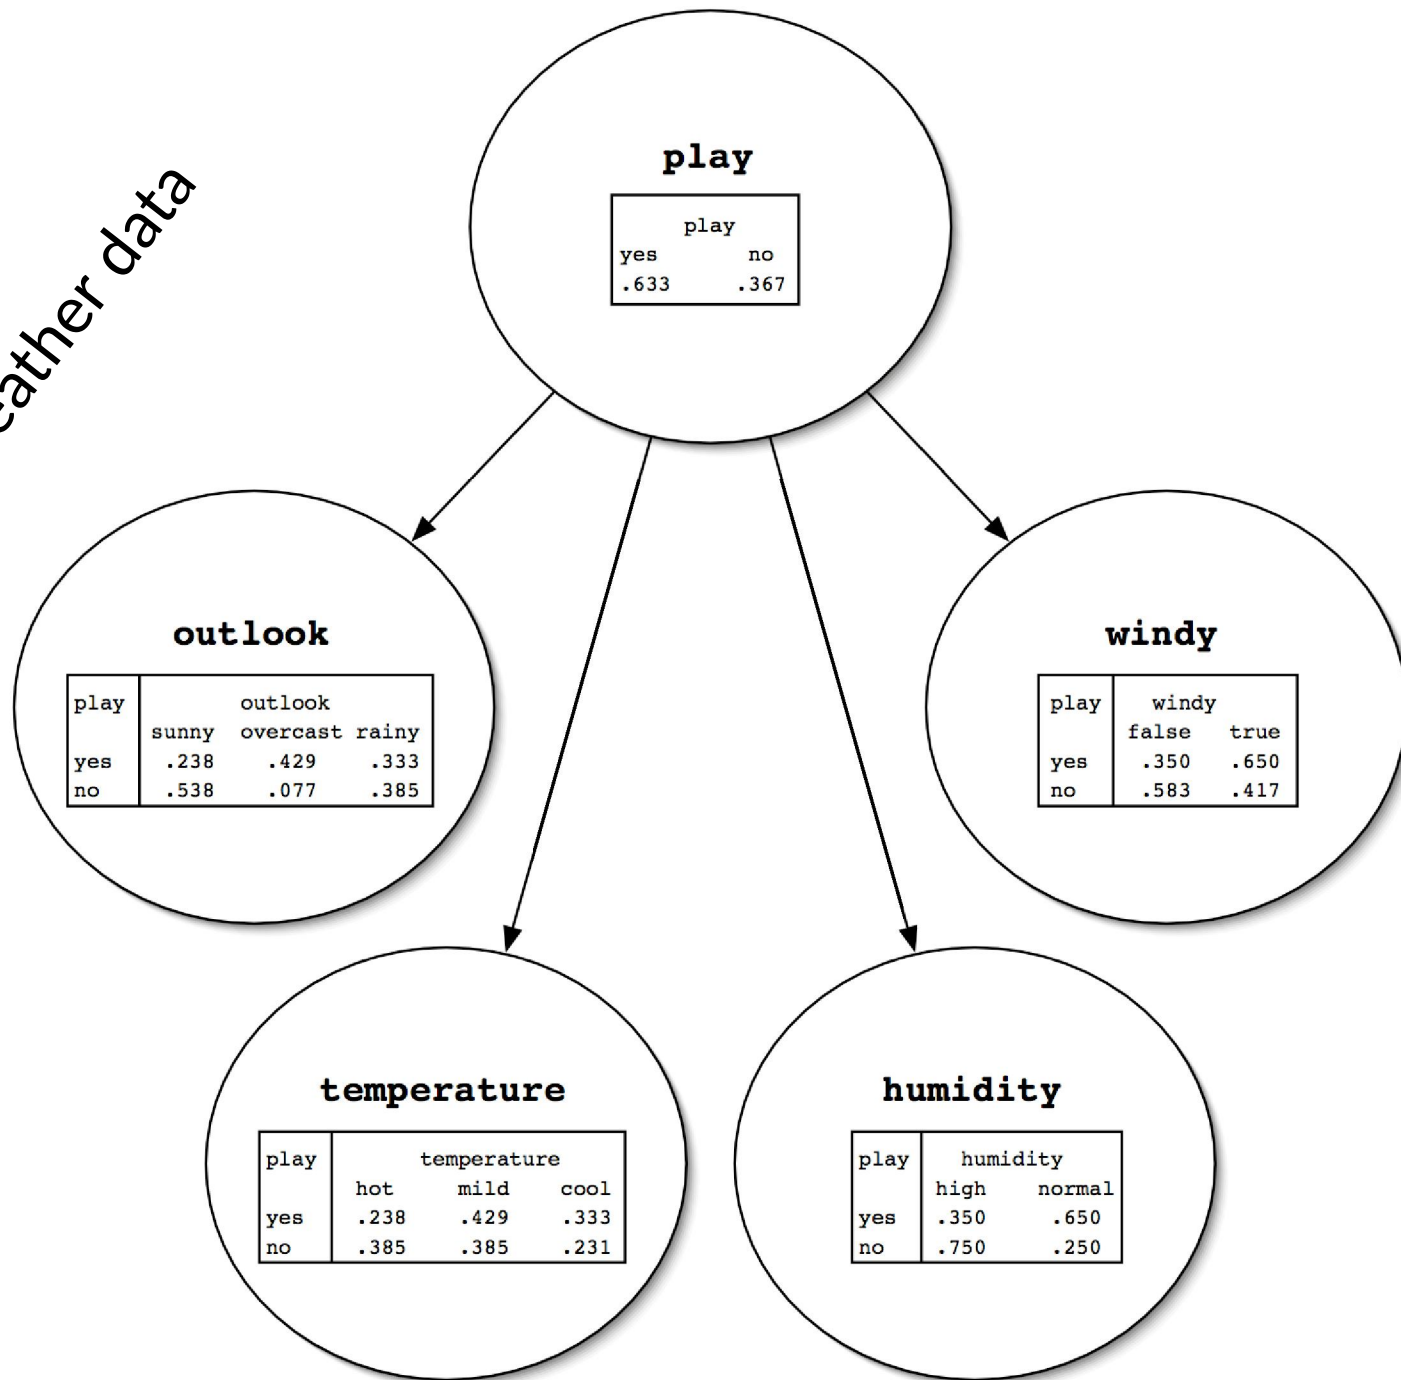 eather data
play
play
yes no
.633 .367
outlook
play outlook
sunny overcast rainy
yes .238 .429 .333
no .538 .077 .385
windy
play windy
false true
yes .350 .650
no .583 .417
temperature
play temperature
hot mild cool
yes .238 .429 .333
no .385 .385 .231
humidity
play humidity
high normal
yes .350 .650
no .750 .250